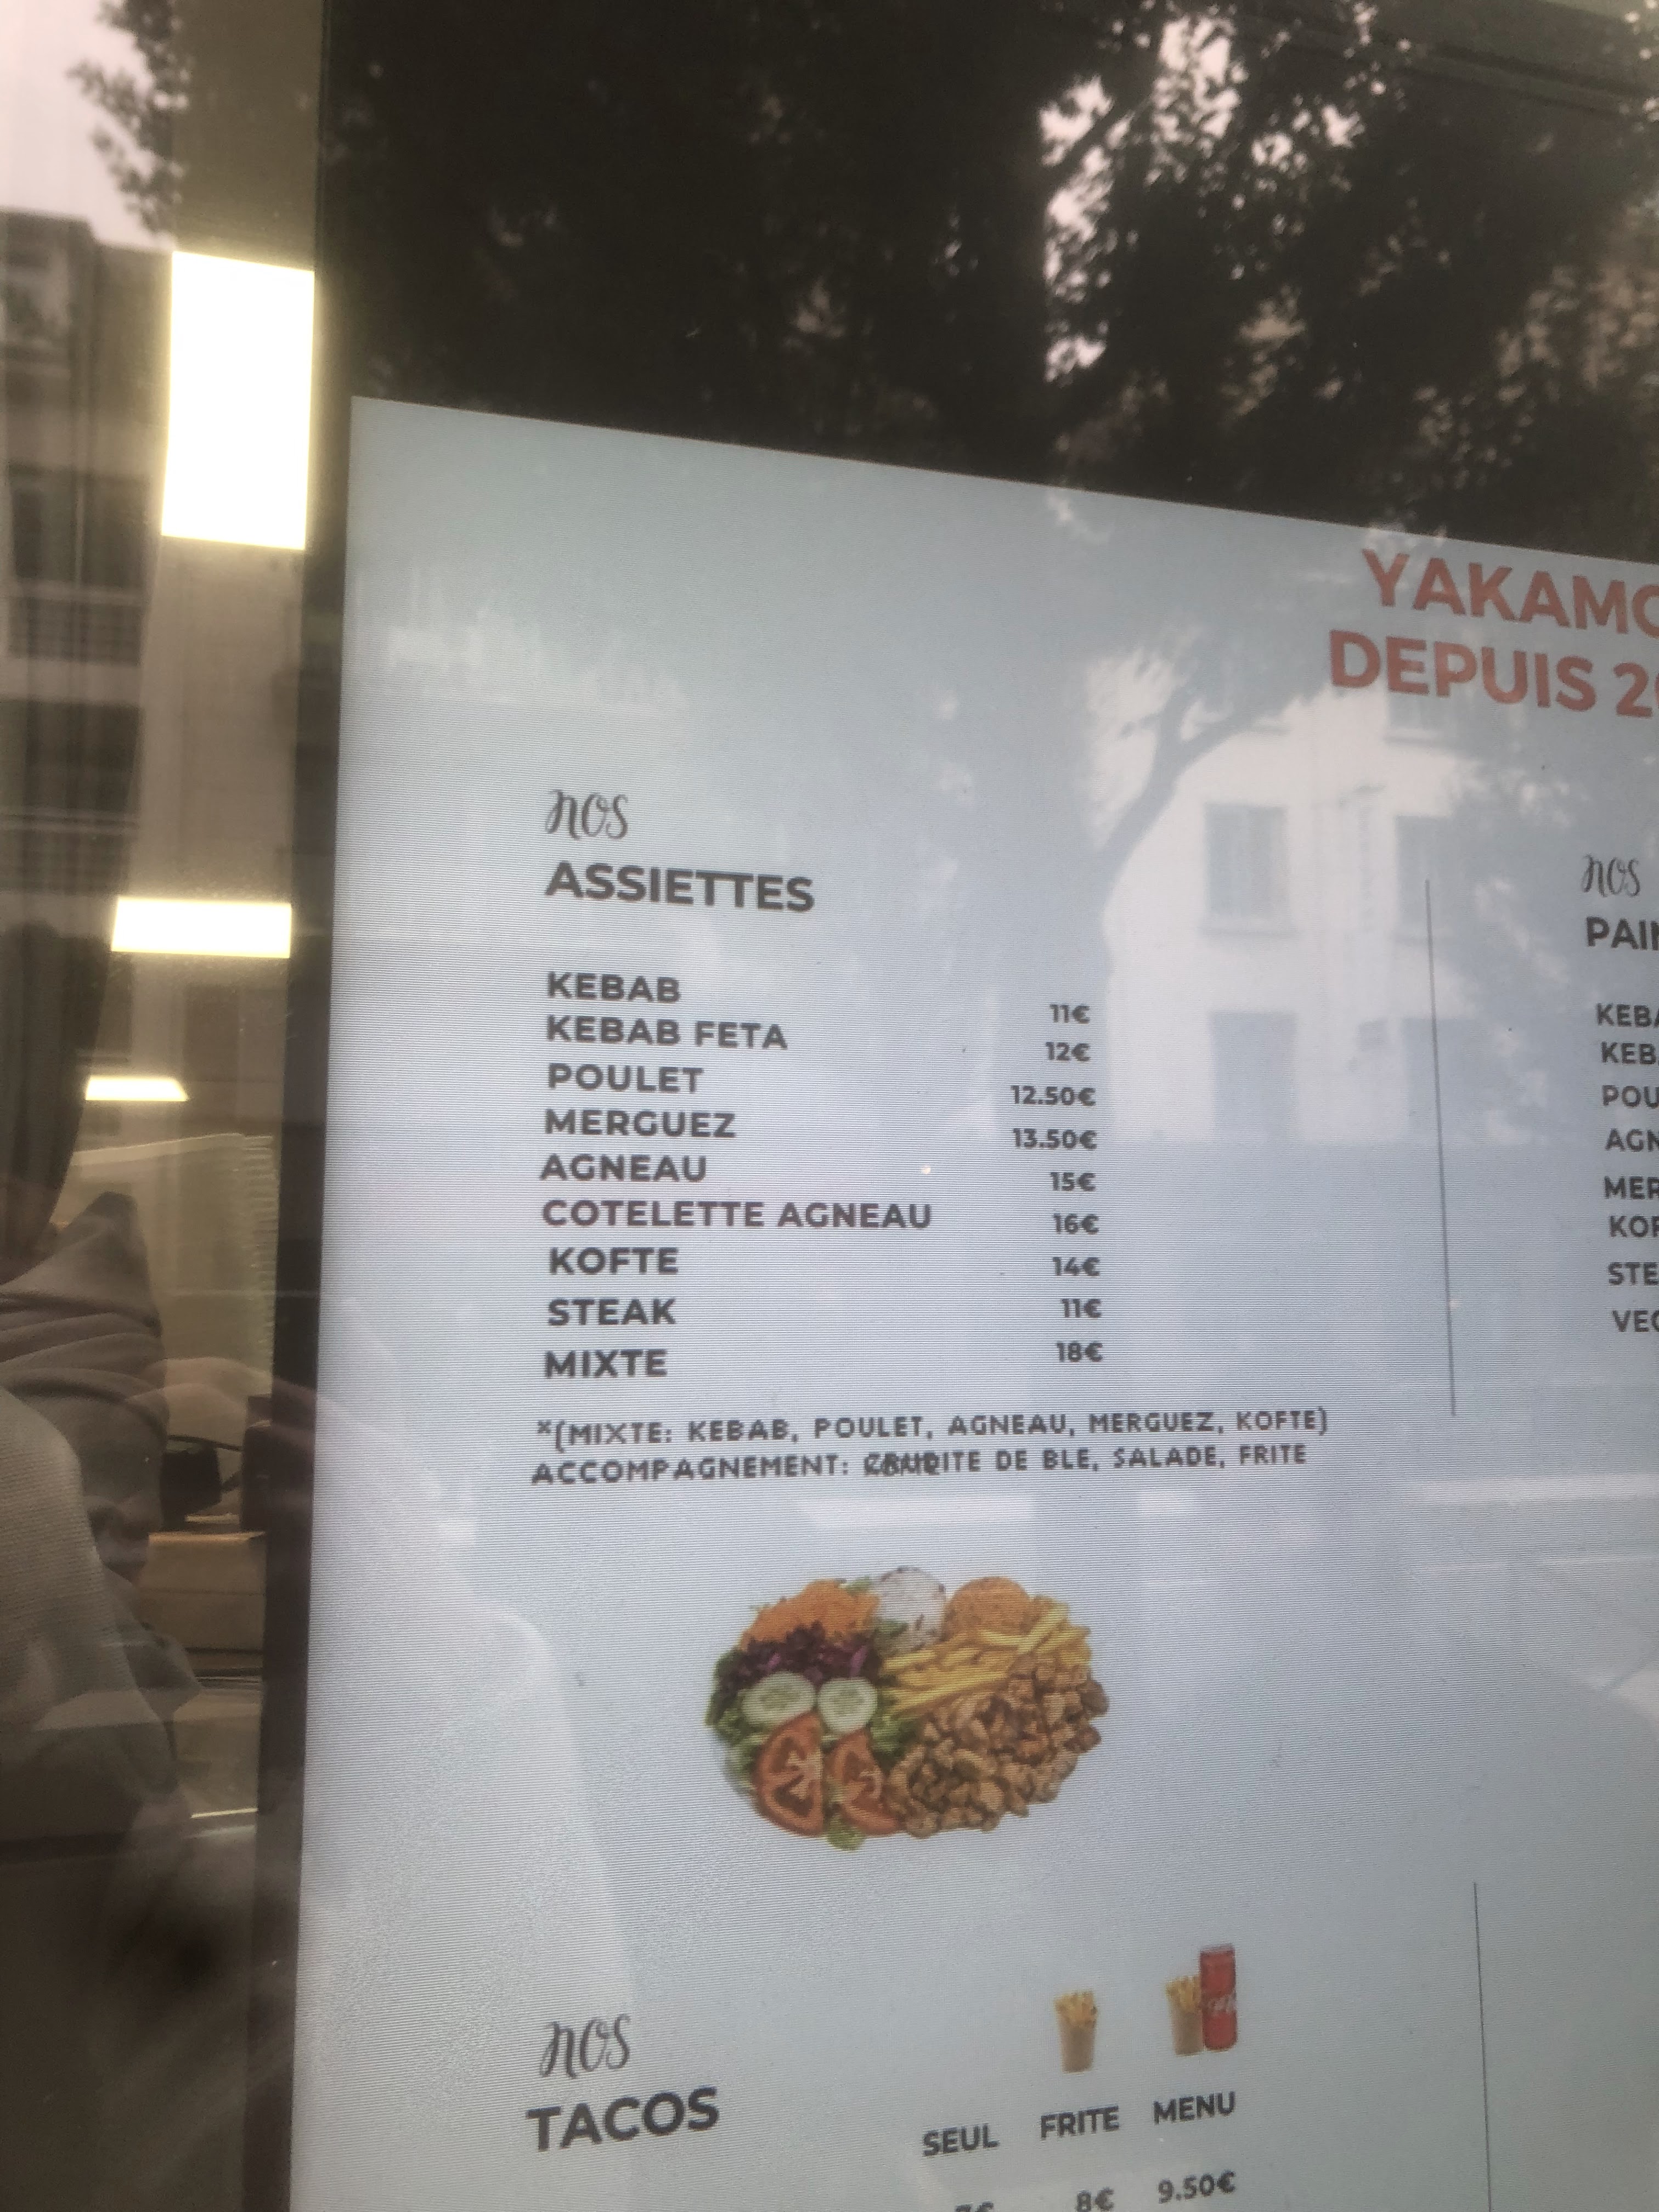 YAKAMO
DEPUIS 20
nos
ASSIETTES
KEBAB 11€
KEBAB FETA 12€
POULET 12.50€
MERGUEZ 13.50€
AGNEAU 15€
COTELETTE AGNEAU 16€
KOFTE 14€
STEAK 11€
MIXTE 18€
*(MIXTE: KEBAB, POULET, AGNEAU, MERGUEZ, KOFTE)
ACCOMPAGNEMENT: DE BLE, SALADE, FRITE
nos
PAI
KEBA
KEB
POU
AGN
MER
KOF
STE
VEG
nos
TACOS
SEUL FRITE MENU
7€ 8€ 9.50€